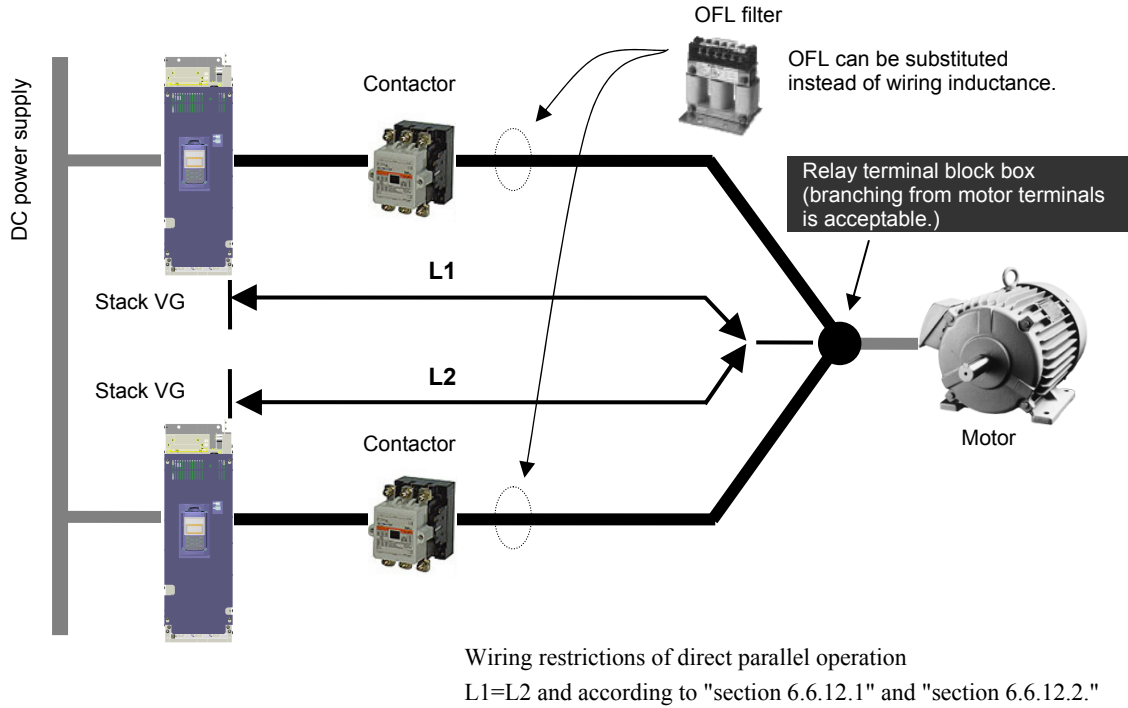 OFL filter
OFL can be substituted
instead of wiring inductance.
DC power supply
Contactor
Relay terminal block box
(branching from motor terminals
is acceptable.)
L1
Stack VG
L2
Stack VG
Contactor
Motor
Wiring restrictions of direct parallel operation
L1=L2 and according to "section 6.6.12.1" and "section 6.6.12.2."